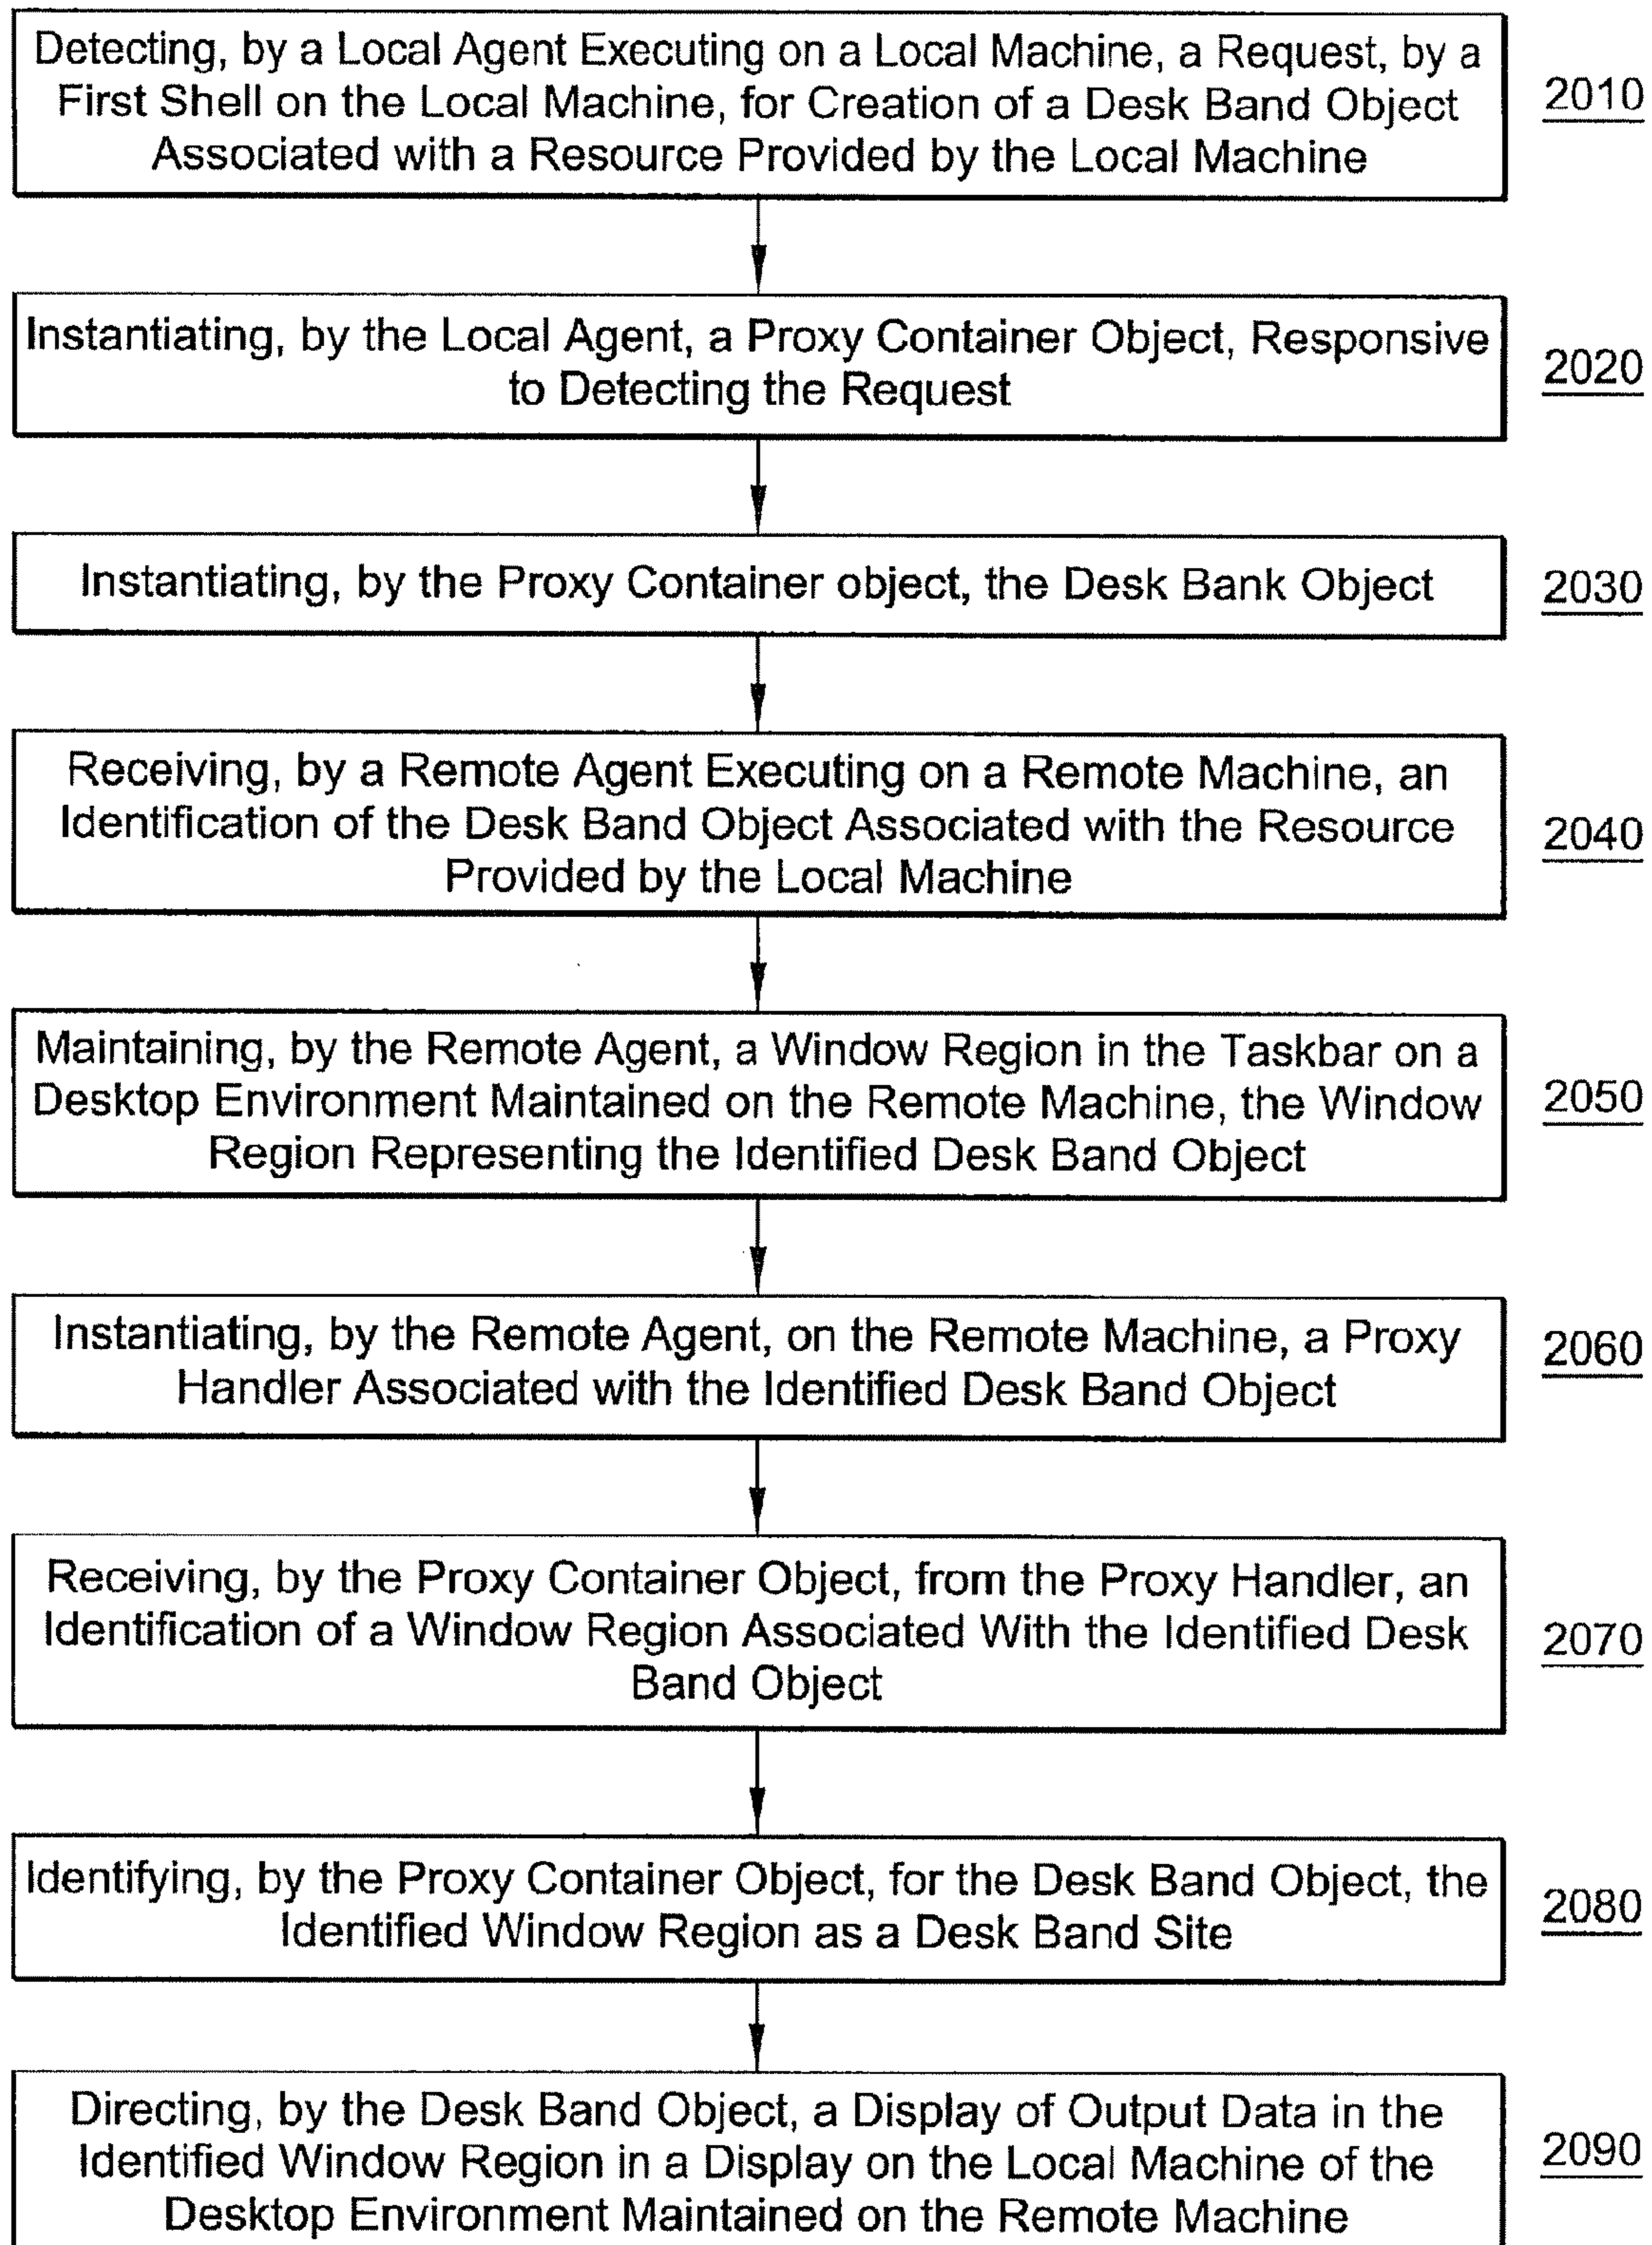 Detecting, by a Local Agent Executing on a Local Machine, a Request, by a
First Shell on the Local Machine, for Creation of a Desk Band Object
Associated with a Resource Provided by the Local Machine
2010
Instantiating, by the Local Agent, a Proxy Container Object, Responsive
to Detecting the Request
2020
Instantiating, by the Proxy Container object, the Desk Bank Object
2030
Receiving, by a Remote Agent Executing on a Remote Machine, an
Identification of the Desk Band Object Associated with the Resource
Provided by the Local Machine
2040
Maintaining, by the Remote Agent, a Window Region in the Taskbar on a
Desktop Environment Maintained on the Remote Machine, the Window
Region Representing the Identified Desk Band Object
2050
Instantiating, by the Remote Agent, on the Remote Machine, a Proxy
Handler Associated with the Identified Desk Band Object
2060
Receiving, by the Proxy Container Object, from the Proxy Handler, an
Identification of a Window Region Associated With the Identified Desk
Band Object
2070
Identifying, by the Proxy Container Object, for the Desk Band Object, the
Identified Window Region as a Desk Band Site
2080
Directing, by the Desk Band Object, a Display of Output Data in the
Identified Window Region in a Display on the Local Machine of the
Desktop Environment Maintained on the Remote Machine
2090